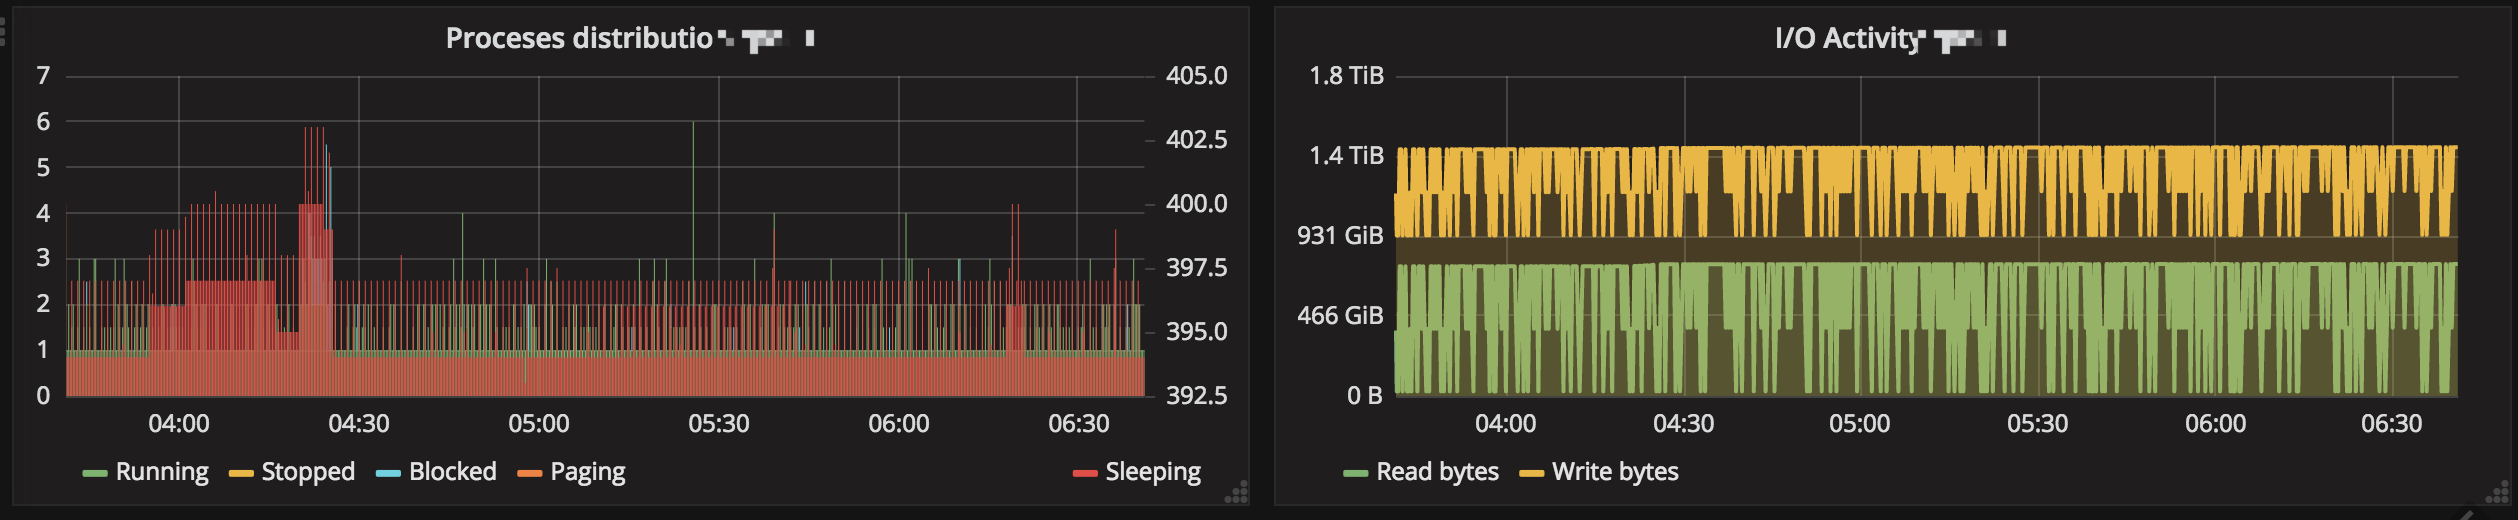 Proceses distributio
7
6
5
4
3
2
1
0
405.0
402.5
400.0
397.5
395.0
392.5
04:00 04:30 05:00 05:30 06:00 06:30
Running Stopped Blocked Paging Sleeping
I/O Activity
1.8 TiB
1.4 TiB
931 GiB
466 GiB
0 B
04:00 04:30 05:00 05:30 06:00 06:30
Read bytes Write bytes